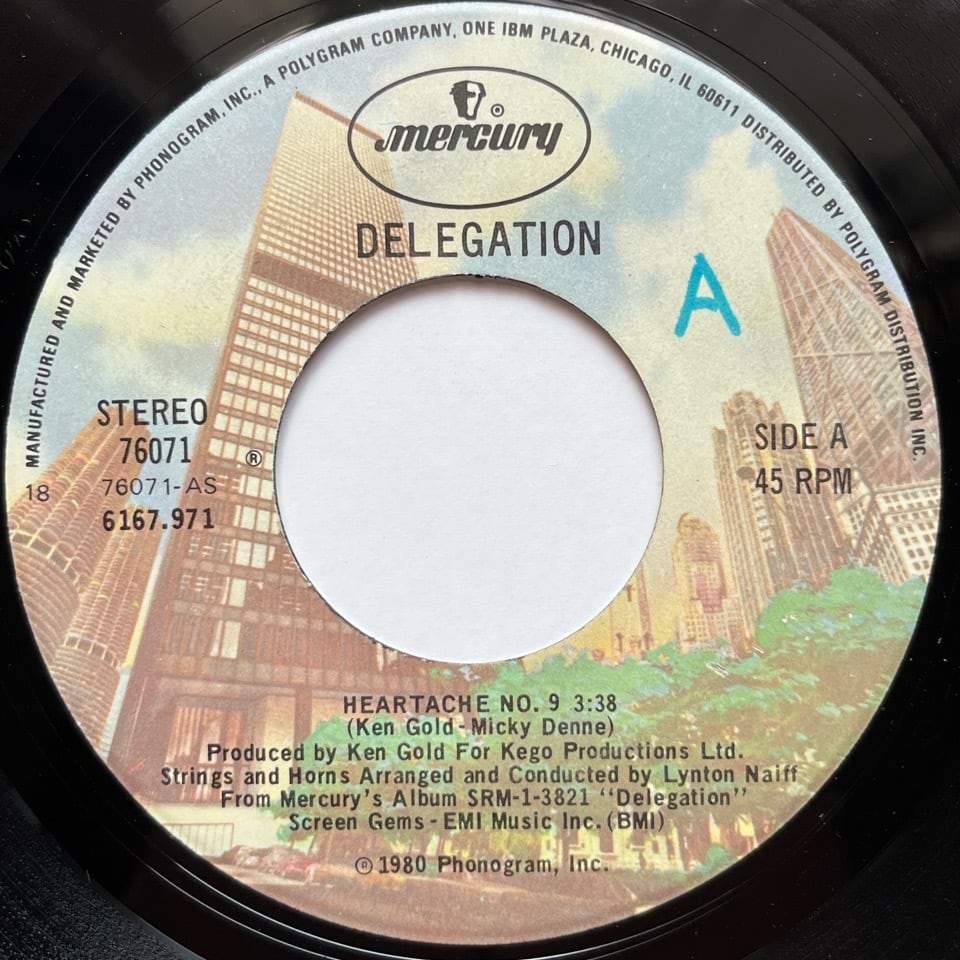 MANUFACTURED AND MARKETED BY PHONOGRAM, INC., A POLYGRAM COMPANY, ONE IBM PLAZA, CHICAGO, IL 60611 DISTRIBUTED BY POLYGRAM DISTRIBUTION INC.
mercury ®
DELEGATION
A
STEREO
76071
®
18 76071-AS
6167.971
SIDE A
45 RPM
HEARTACHE NO. 9 3:38
(Ken Gold-Micky Denne)
Produced by Ken Gold For Kego Productions Ltd.
Strings and Horns Arranged and Conducted by Lynton Naiff
From Mercury's Album SRM-1-3821 "Delegation"
Screen Gems - EMI Music Inc. (BMI)
℗ 1980 Phonogram, Inc.